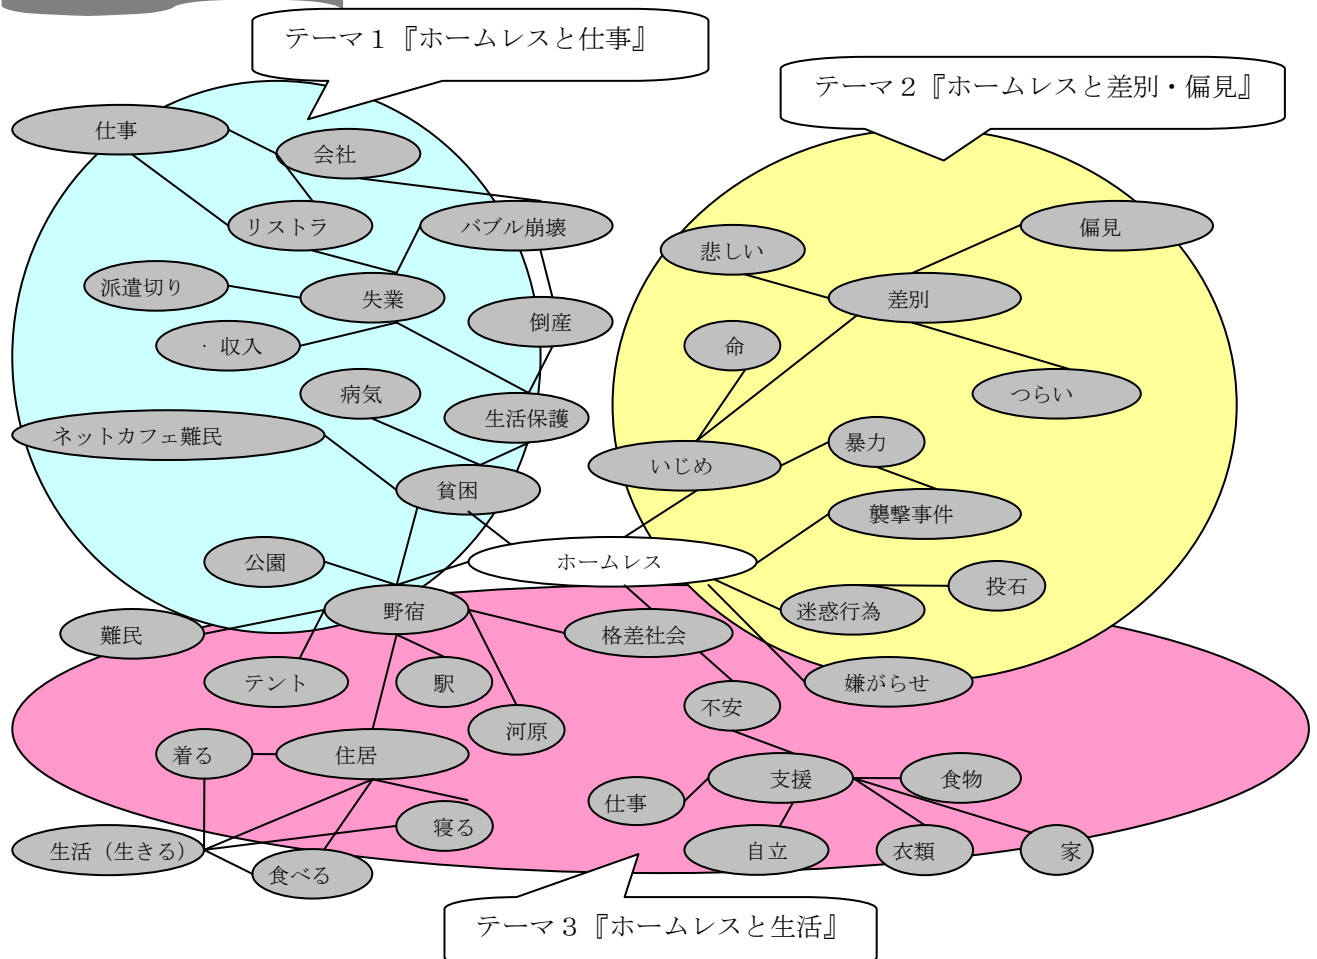 テーマ１『ホームレスと仕事』
テーマ２『ホームレスと差別・偏見』
仕事
会社
リストラ
バブル崩壊
派遣切り
失業
倒産
・収入
病気
生活保護
ネットカフェ難民
貧困
偏見
悲しい
差別
命
つらい
いじめ
暴力
襲撃事件
公園
ホームレス
投石
迷惑行為
野宿
難民
格差社会
テント
駅
嫌がらせ
不安
河原
着る
住居
支援
食物
仕事
寝る
生活（生きる）
食べる
自立
衣類
家
テーマ３『ホームレスと生活』